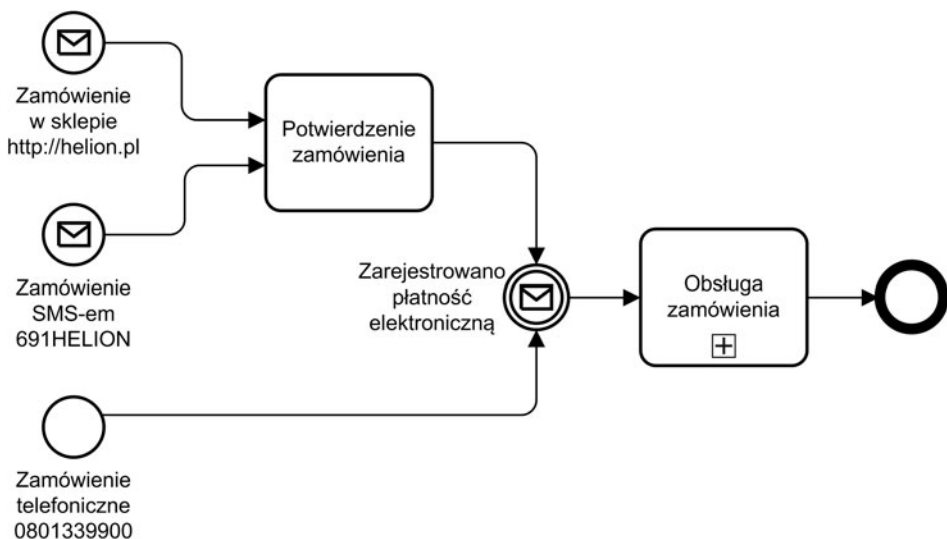 Zamówienie
w sklepie
http://helion.pl
Potwierdzenie
zamówienia
Zamówienie
SMS-em
691HELION
Zarejestrowano
płatność
elektroniczną
Obsługa
zamówienia
Zamówienie
telefoniczne
0801339900